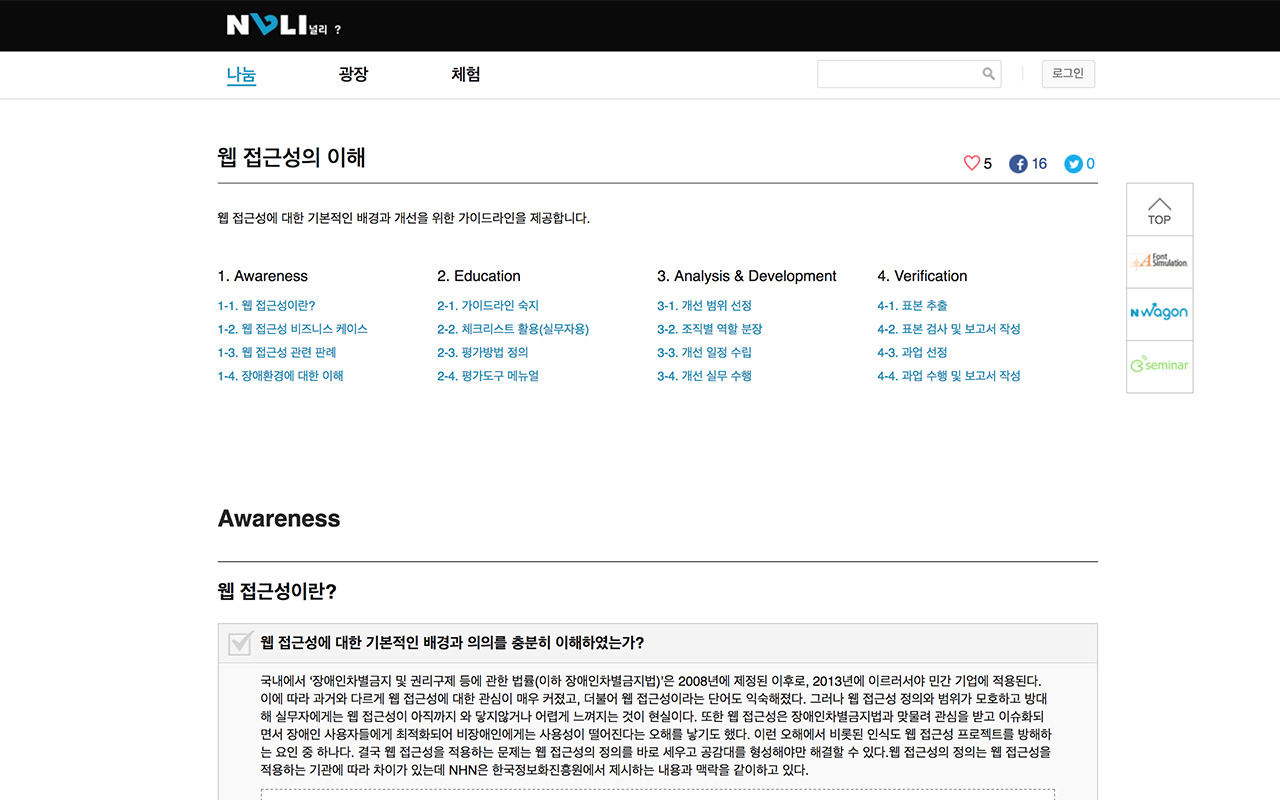 NULI널리 ?
나눔 광장 체험 로그인
웹 접근성의 이해
5 16 0
웹 접근성에 대한 기본적인 배경과 개선을 위한 가이드라인을 제공합니다.
1. Awareness
1-1. 웹 접근성이란?
1-2. 웹 접근성 비즈니스 케이스
1-3. 웹 접근성 관련 판례
1-4. 장애환경에 대한 이해
2. Education
2-1. 가이드라인 숙지
2-2. 체크리스트 활용(실무자용)
2-3. 평가방법 정의
2-4. 평가도구 메뉴얼
3. Analysis & Development
3-1. 개선 범위 선정
3-2. 조직별 역할 분장
3-3. 개선 일정 수립
3-4. 개선 실무 수행
4. Verification
4-1. 표본 추출
4-2. 표본 검사 및 보고서 작성
4-3. 과업 선정
4-4. 과업 수행 및 보고서 작성
TOP
A Font
Simulation
N Wagon
seminar
Awareness
웹 접근성이란?
웹 접근성에 대한 기본적인 배경과 의의를 충분히 이해하였는가?
국내에서 ‘장애인차별금지 및 권리구제 등에 관한 법률(이하 장애인차별금지법)’은 2008년에 제정된 이후로, 2013년에 이르러서야 민간 기업에 적용된다.
이에 따라 과거와 다르게 웹 접근성에 대한 관심이 매우 커졌고, 더불어 웹 접근성이라는 단어도 익숙해졌다. 그러나 웹 접근성 정의와 범위가 모호하고 방대
해 실무자에게는 웹 접근성이 아직까지 와 닿지않거나 어렵게 느껴지는 것이 현실이다. 또한 웹 접근성은 장애인차별금지법과 맞물려 관심을 받고 이슈화되
면서 장애인 사용자들에게 최적화되어 비장애인에게는 사용성이 떨어진다는 오해를 낳기도 했다. 이런 오해에서 비롯된 인식도 웹 접근성 프로젝트를 방해하
는 요인 중 하나다. 결국 웹 접근성을 적용하는 문제는 웹 접근성의 정의를 바로 세우고 공감대를 형성해야만 해결할 수 있다.웹 접근성의 정의는 웹 접근성을
적용하는 기관에 따라 차이가 있는데 NHN은 한국정보화진흥원에서 제시하는 내용과 맥락을 같이하고 있다.